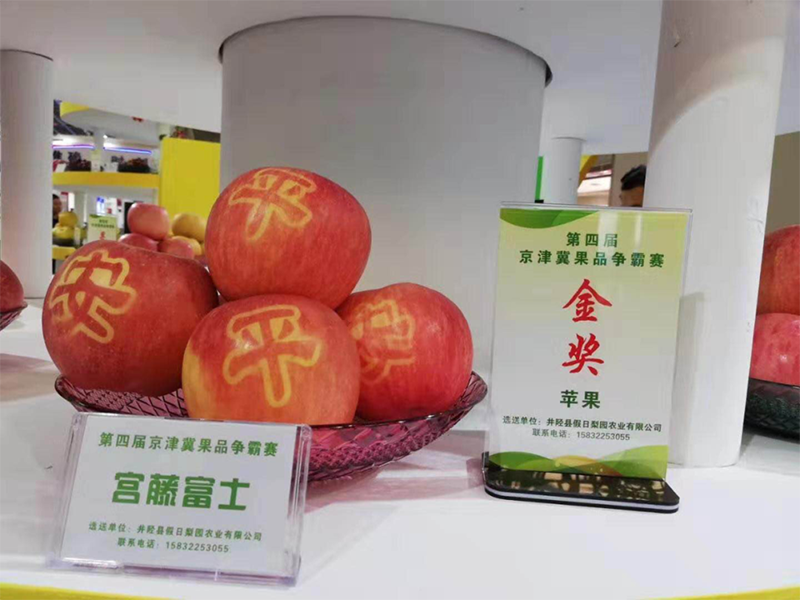 平
安
平
安
第四届
京津冀果品争霸赛
金
奖
苹果
选送单位：井陉县假日梨园农业有限公司
联系电话：15832253055
第四届京津冀果品争霸赛
宫藤富士
选送单位：井陉县假日梨园农业有限公司
联系电话：15832253055